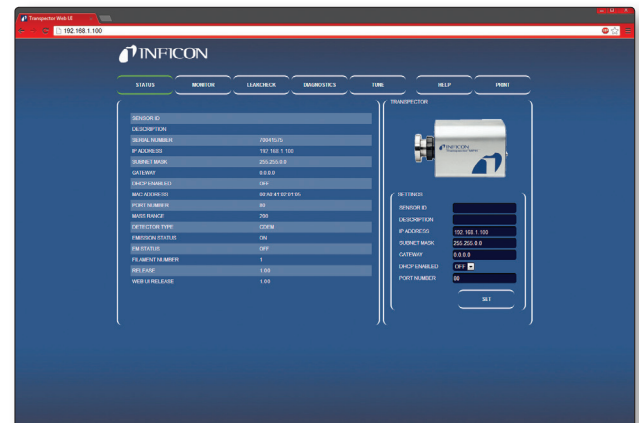 Transpector Web UI
192.168.1.100
INFICON
STATUS MONITOR LEAKCHECK DIAGNOSTICS TUNE HELP PRINT
TRANSPECTOR
SENSOR ID
DESCRIPTION
SERIAL NUMBER 70041575
IP ADDRESS 192.168.1.100
SUBNET MASK 255.255.0.0
GATEWAY 0.0.0.0
DHCP ENABLED OFF
MAC ADDRESS
PORT NUMBER 80
MASS RANGE 200
DETECTOR TYPE CDEM
EMISSION STATUS ON
EM STATUS OFF
FILAMENT NUMBER 1
RELEASE 1.00
WEB UI RELEASE 1.00
INFICON
SETTINGS
SENSOR ID
DESCRIPTION
IP ADDRESS 192.168.1.100
SUBNET MASK 255.255.0.0
GATEWAY 0.0.0.0
DHCP ENABLED OFF
PORT NUMBER 80
SET